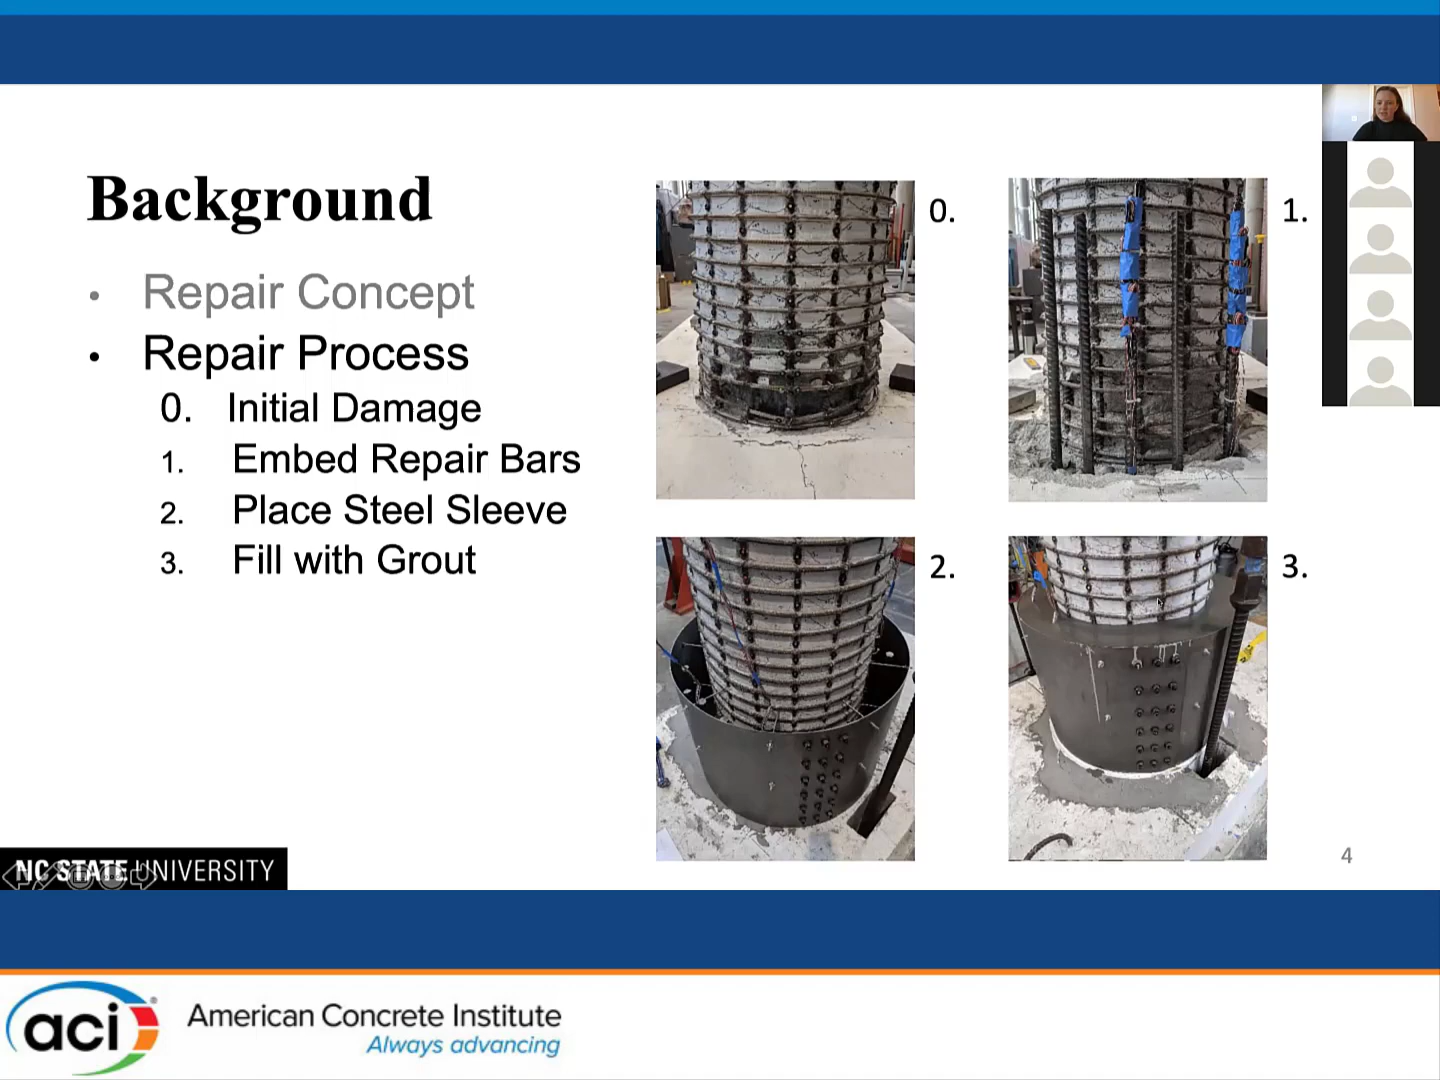 Background
• Repair Concept
• Repair Process
0. Initial Damage
1. Embed Repair Bars
2. Place Steel Sleeve
3. Fill with Grout
0.
1.
2.
3.
NC STATE UNIVERSITY
4
aci
American Concrete Institute
Always advancing